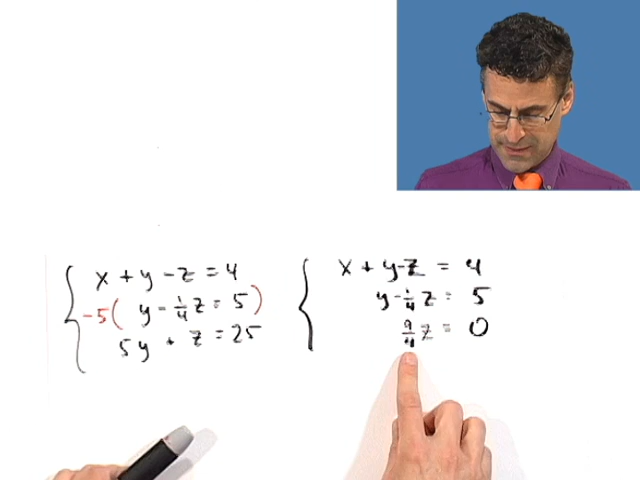 x + y - z = 4
-5( y - 1/4 z = 5 )
5y + z = 25
x + y - z = 4
y - 1/4 z = 5
9/4 z = 0